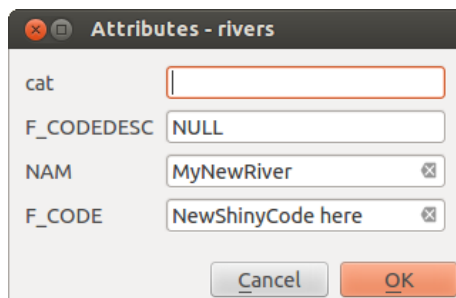 Attributes - rivers
cat
F_CODEDESC NULL
NAM MyNewRiver
F_CODE NewShinyCode here
Cancel OK